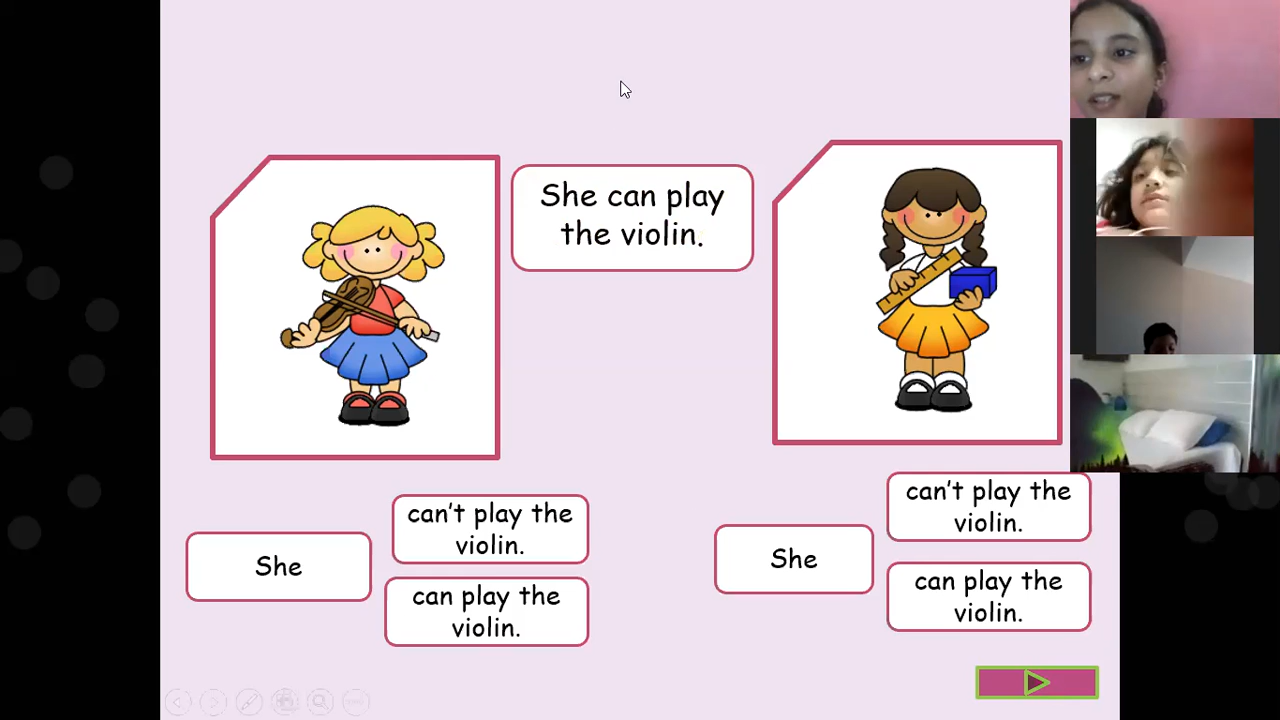 She can play
the violin.
She
can't play the
violin.
can play the
violin.
She
can't play the
violin.
can play the
violin.